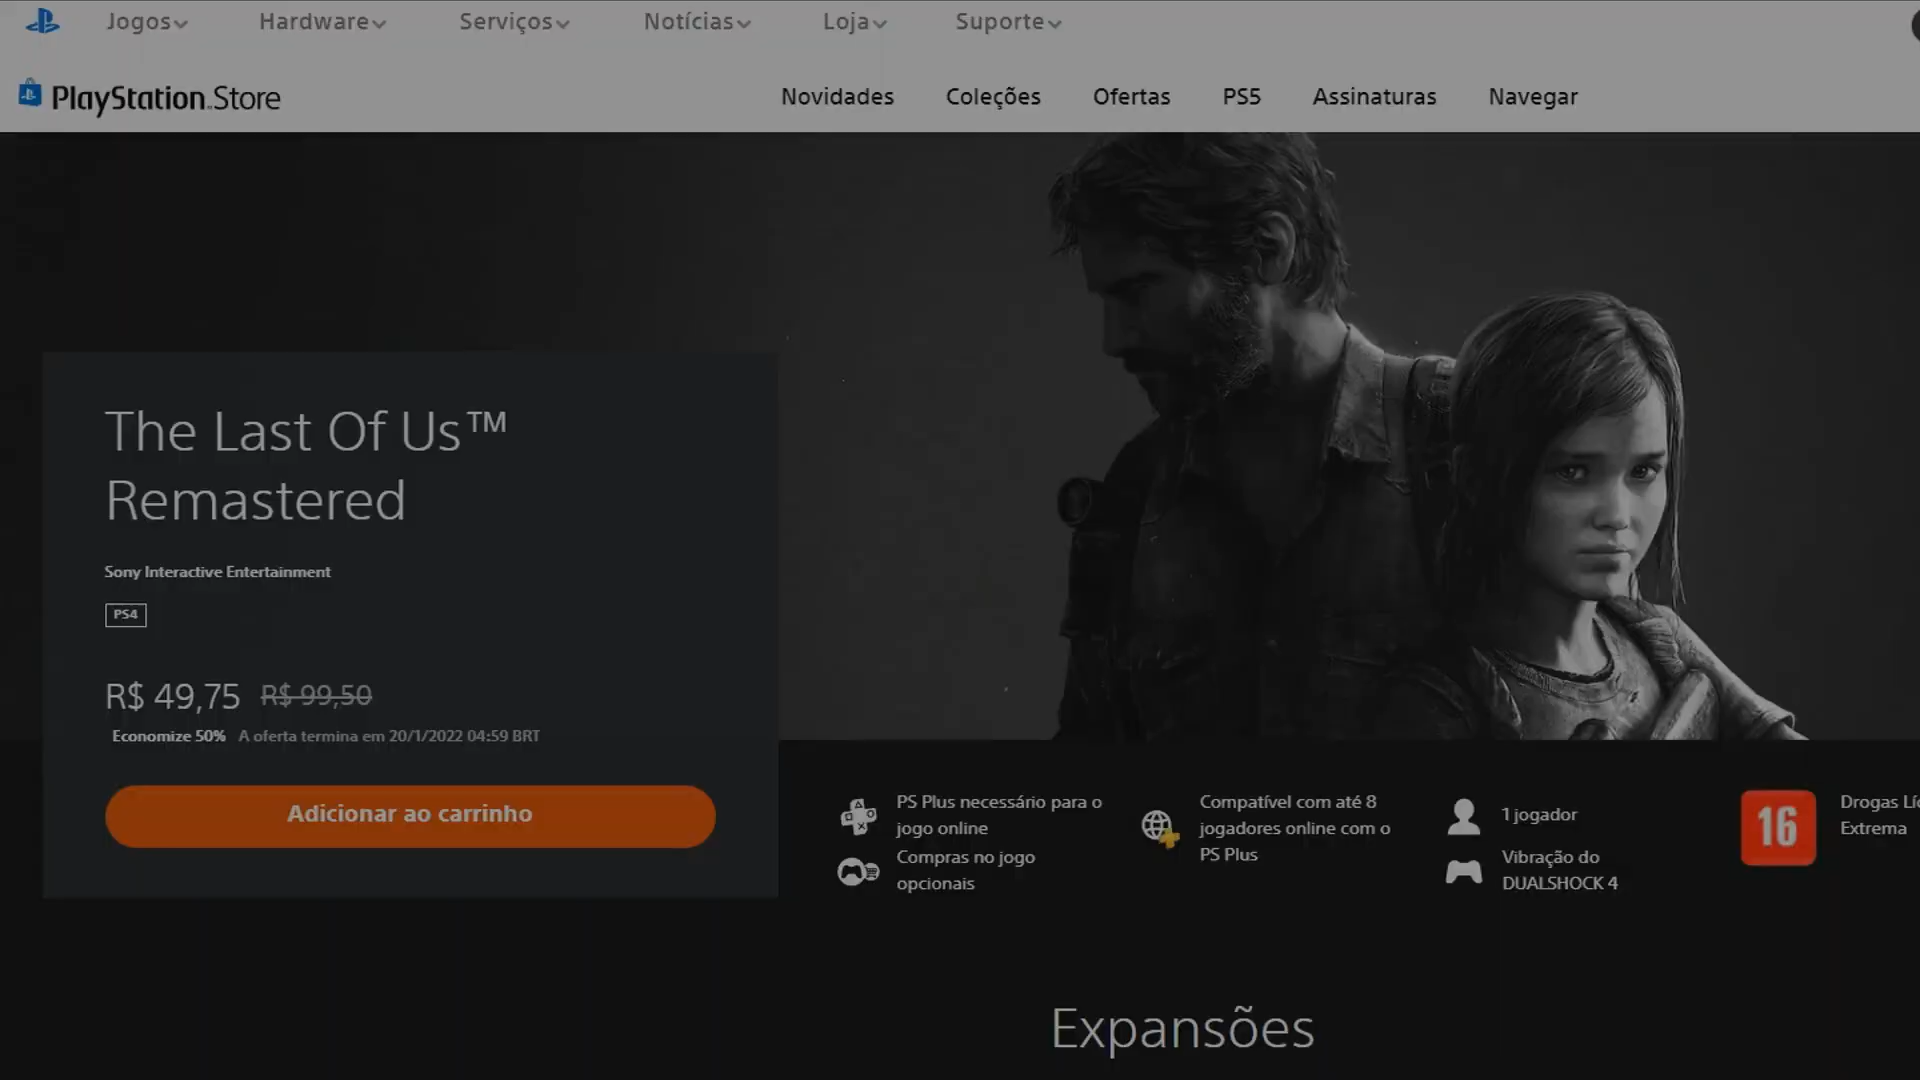 Jogos
Hardware
Serviços
Notícias
Loja
Suporte
PlayStation Store
Novidades
Coleções
Ofertas
PS5
Assinaturas
Navegar
The Last Of Us™
Remastered
Sony Interactive Entertainment
PS4
R$ 49,75 R$ 99,50
Economize 50% A oferta termina em 20/1/2022 04:59 BRT
Adicionar ao carrinho
PS Plus necessário para o
jogo online
Compras no jogo
opcionais
Compatível com até 8
jogadores online com o
PS Plus
1 jogador
Vibração do
DUALSHOCK 4
16
Drogas
Extrema
Expansões